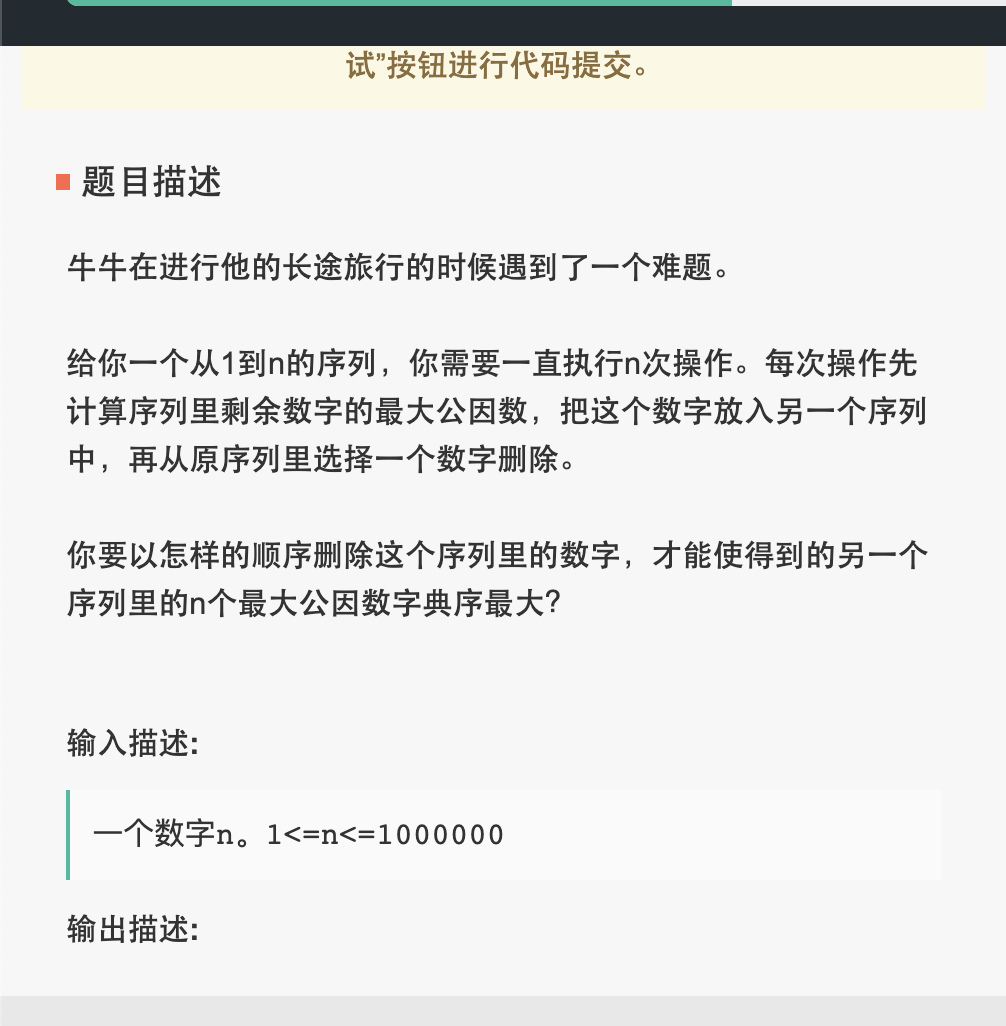 试”按钮进行代码提交。
题目描述
牛牛在进行他的长途旅行的时候遇到了一个难题。
给你一个从1到n的序列，你需要一直执行n次操作。每次操作先
计算序列里剩余数字的最大公因数，把这个数字放入另一个序列
中，再从原序列里选择一个数字删除。
你要以怎样的顺序删除这个序列里的数字，才能使得到的另一个
序列里的n个最大公因数字典序最大？
输入描述:
一个数字n。1<=n<=1000000
输出描述: